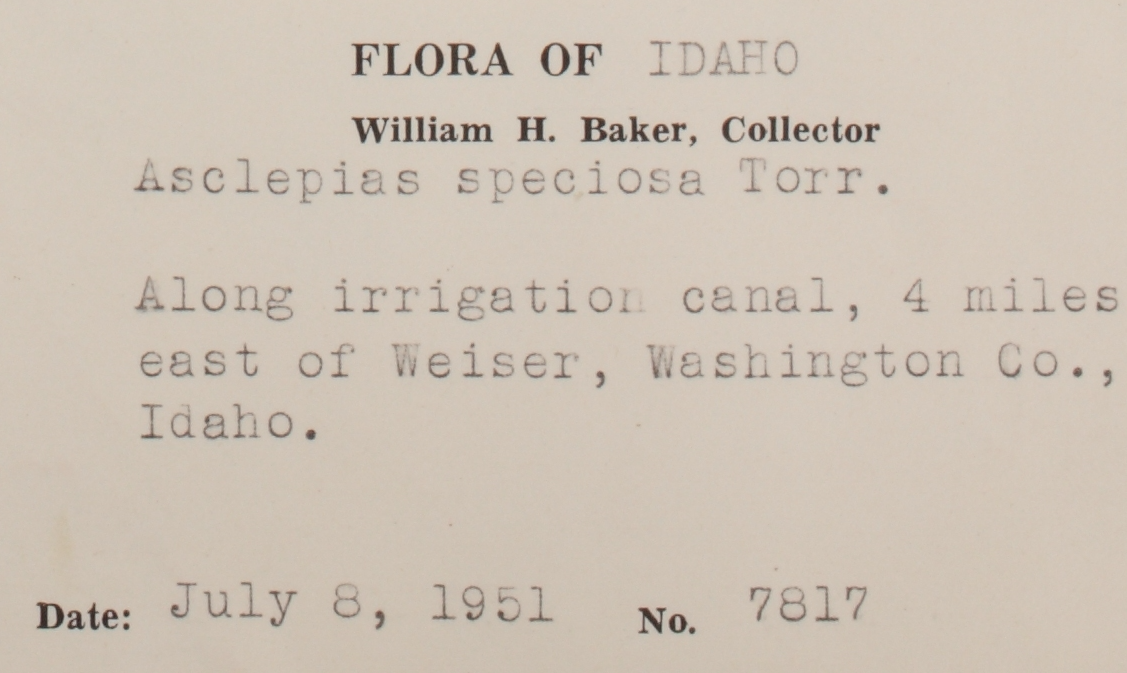 FLORA OF IDAHO
William H. Baker, Collector
Asclepias speciosa Torr.
Along irrigation canal, 4 miles
east of Weiser, Washington Co.,
Idaho.
Date: July 8, 1951 No. 7817